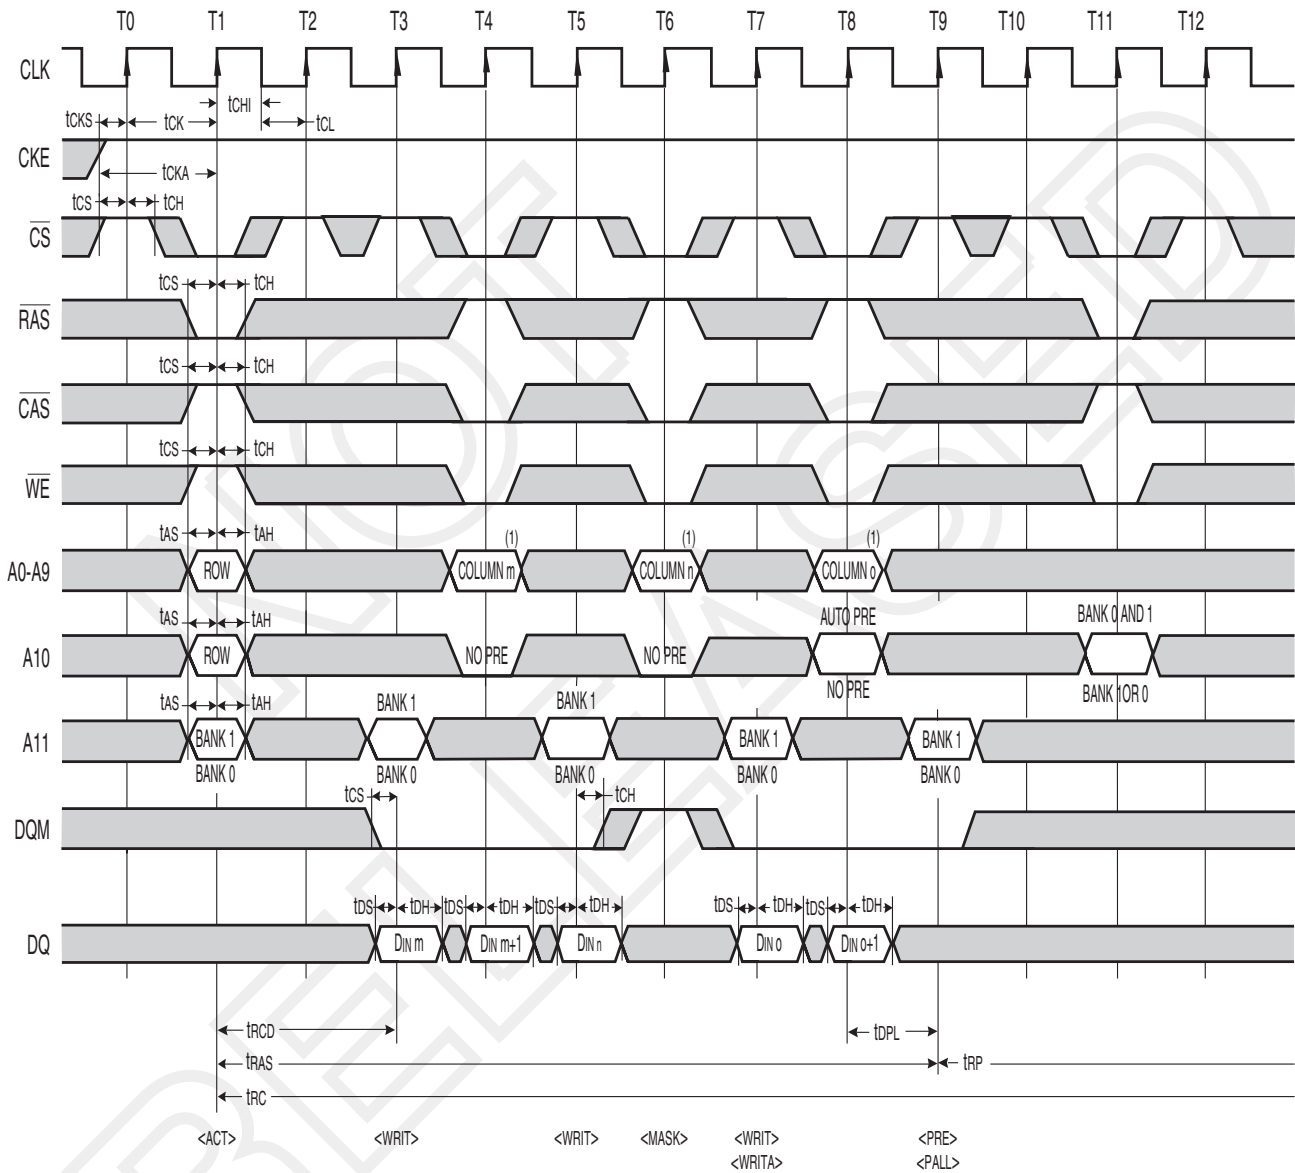 T0 T1 T2 T3 T4 T5 T6 T7 T8 T9 T10 T11 T12
CLK
tCHI
tCKS tCK tCL
CKE
tCKA
tCS tCH
CS
tCS tCH
RAS
tCS tCH
CAS
tCS tCH
WE
tAS tAH (1) (1) (1)
A0-A9 ROW COLUMN m COLUMN n COLUMN o
tAS tAH AUTO PRE BANK 0 AND 1
A10 ROW NO PRE NO PRE
NO PRE BANK 1OR 0
tAS tAH BANK 1 BANK 1
A11 BANK 1 BANK 1 BANK 1
BANK 0 BANK 0 BANK 0 BANK 0 BANK 0
tCS tCH
DQM
tDS tDH tDS tDH tDS tDH tDS tDH tDS tDH
DQ DIN m DIN m+1 DIN n DIN o DIN o+1
tRCD tDPL
tRAS tRP
tRC
<ACT> <WRIT> <WRIT> <MASK> <WRIT> <PRE>
<WRITA> <PALL>
NOT
RELEASED